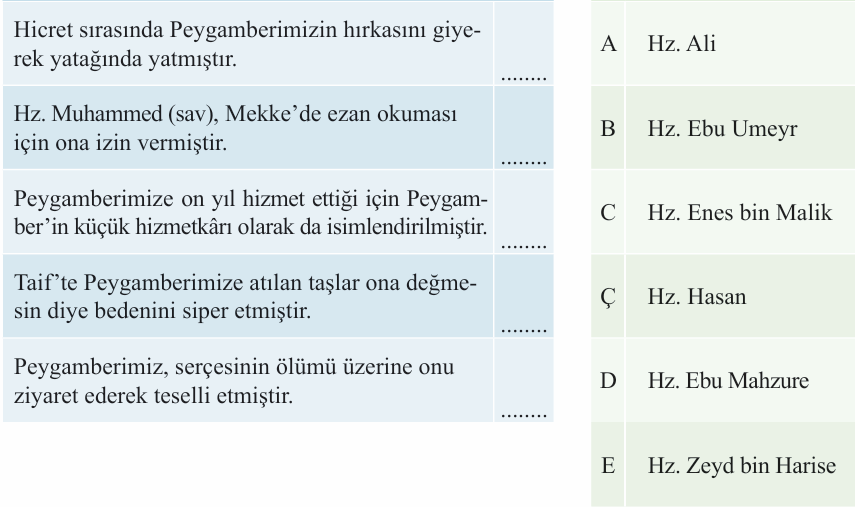 Hicret sırasında Peygamberimizin hırkasını giye-
rek yatağında yatmıştır.
........
Hz. Muhammed (sav), Mekke’de ezan okuması
için ona izin vermiştir.
........
Peygamberimize on yıl hizmet ettiği için Peygam-
ber’in küçük hizmetkârı olarak da isimlendirilmiştir.
........
Taif’te Peygamberimize atılan taşlar ona değme-
sin diye bedenini siper etmiştir.
........
Peygamberimiz, serçesinin ölümü üzerine onu
ziyaret ederek teselli etmiştir.
........
A Hz. Ali
B Hz. Ebu Umeyr
C Hz. Enes bin Malik
Ç Hz. Hasan
D Hz. Ebu Mahzure
E Hz. Zeyd bin Harise